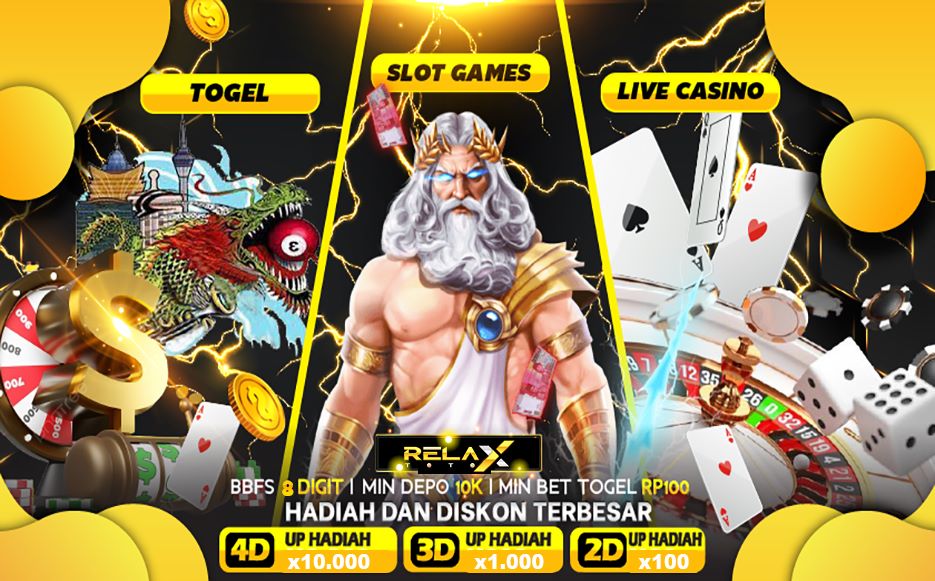 TOGEL
SLOT GAMES
LIVE CASINO
RELAX
TOTO
BBFS 8 DIGIT | MIN DEPO 10K | MIN BET TOGEL RP100
HADIAH DAN DISKON TERBESAR
4D UP HADIAH x10.000
3D UP HADIAH x1.000
2D UP HADIAH x100